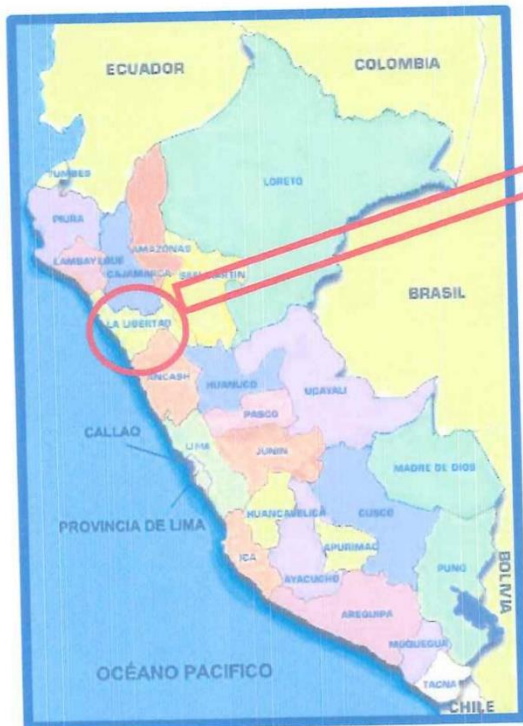 ECUADOR
COLOMBIA
TUMBES
LORETO
PIURA
AMAZONAS
LAMBAYEQUE
CAJAMARCA
SAN MARTIN
BRASIL
LA LIBERTAD
ANCASH
HUANUCO
UCAYALI
PASCO
CALLAO
LIMA
JUNIN
MADRE DE DIOS
PROVINCIA DE LIMA
HUANCAVELICA
CUSCO
ICA
APURIMAC
AYACUCHO
PUNO
BOLIVIA
AREQUIPA
MOQUEGUA
OCÉANO PACIFICO
TACNA
CHILE